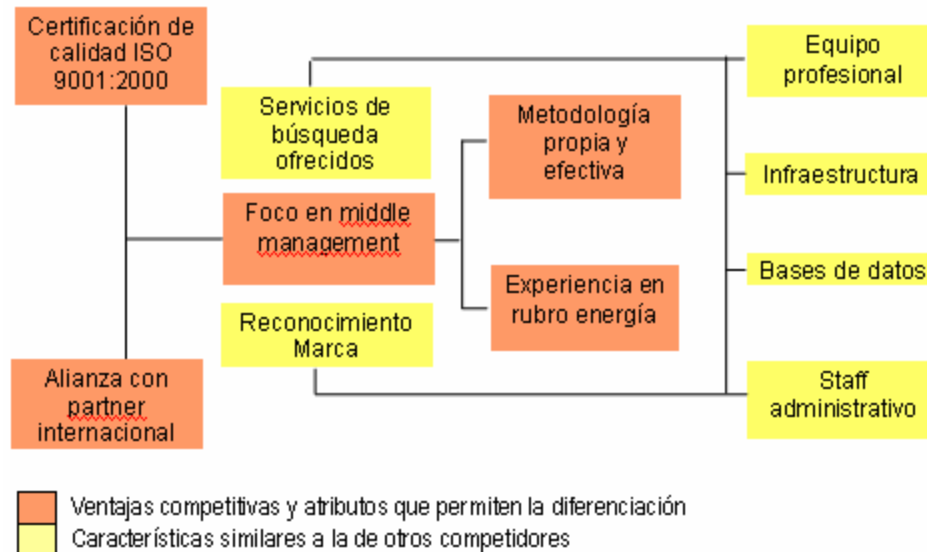 Certificación de
calidad ISO
9001:2000
Servicios de
búsqueda
ofrecidos
Foco en middle
management
Reconocimiento
Marca
Alianza con
partner
internacional
Metodología
propia y
efectiva
Experiencia en
rubro energía
Equipo
profesional
Infraestructura
Bases de datos
Staff
administrativo
Ventajas competitivas y atributos que permiten la diferenciación
Características similares a la de otros competidores